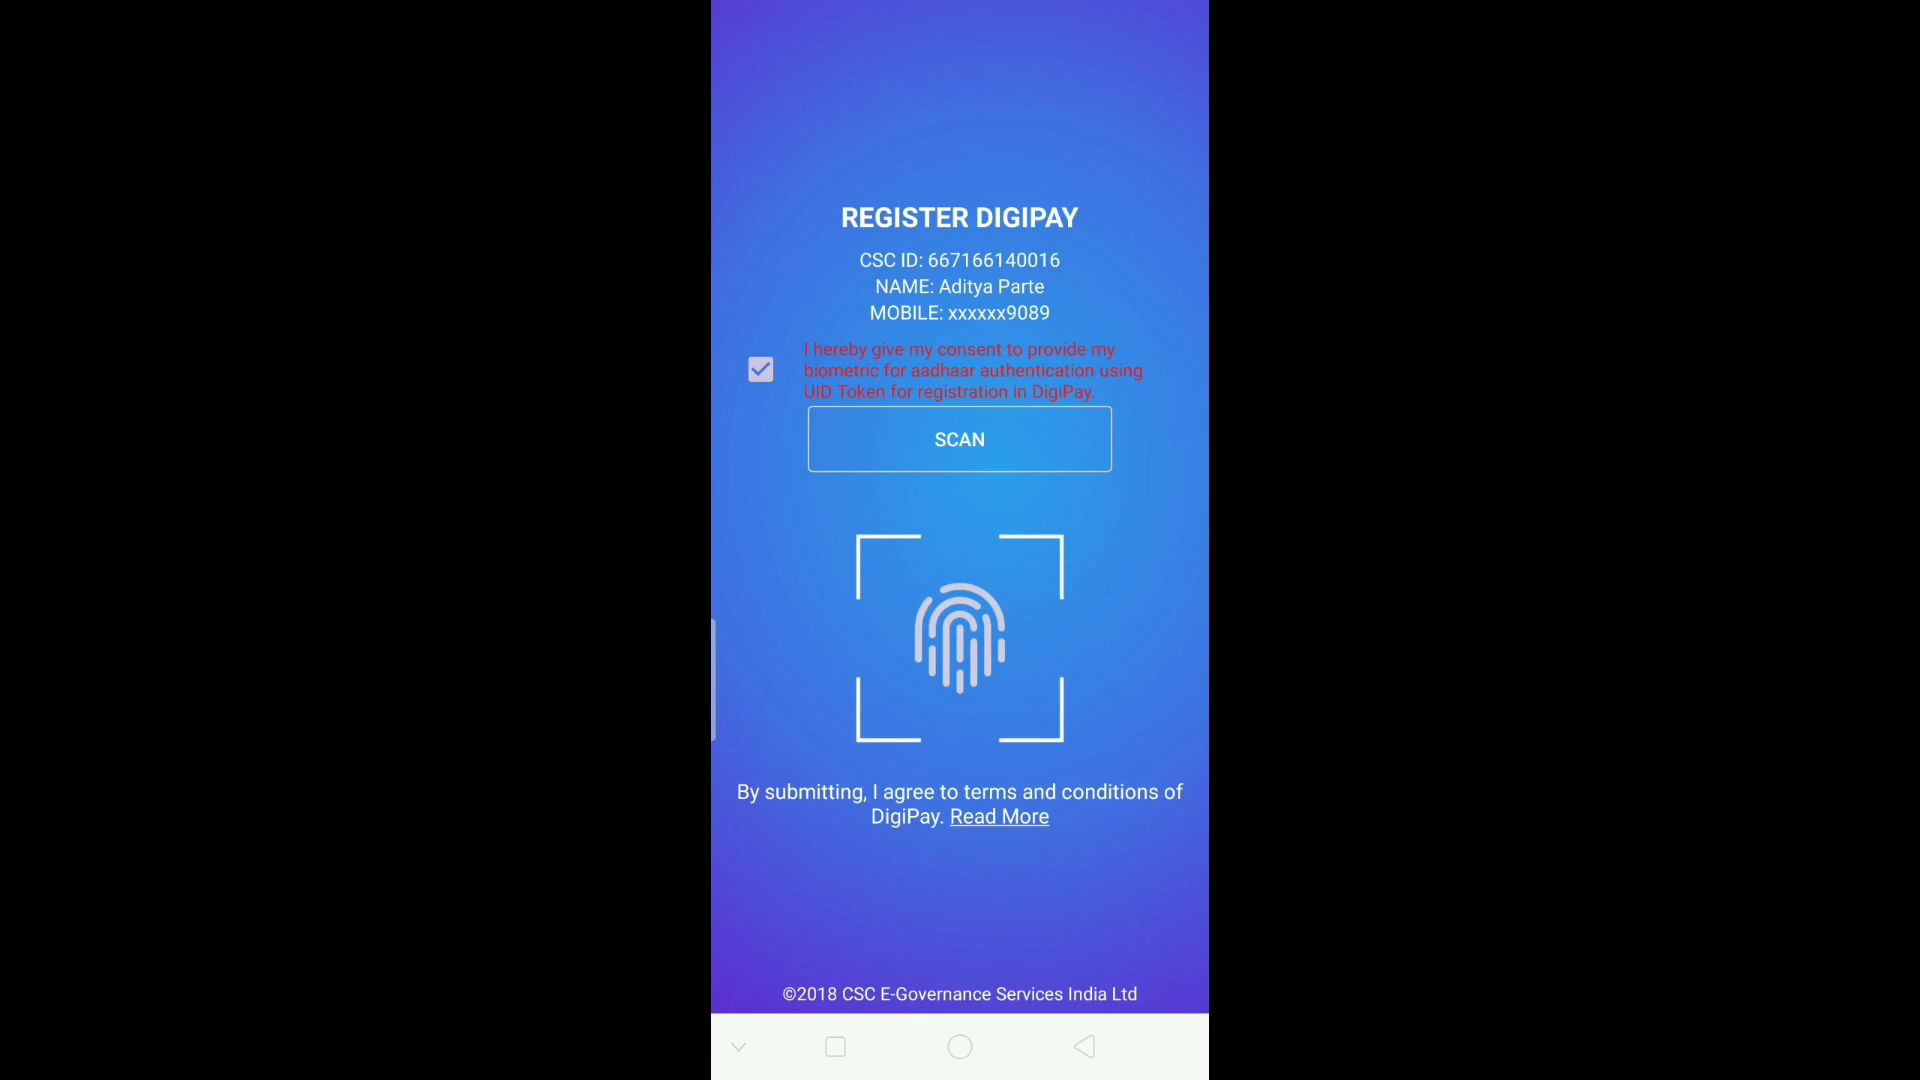 REGISTER DIGIPAY
CSC ID: 667166140016
NAME: Aditya Parte
MOBILE: xxxxxx9089
I hereby give my consent to provide my
biometric for aadhaar authentication using
UID Token for registration in DigiPay.
SCAN
By submitting, I agree to terms and conditions of
DigiPay. Read More
©2018 CSC E-Governance Services India Ltd